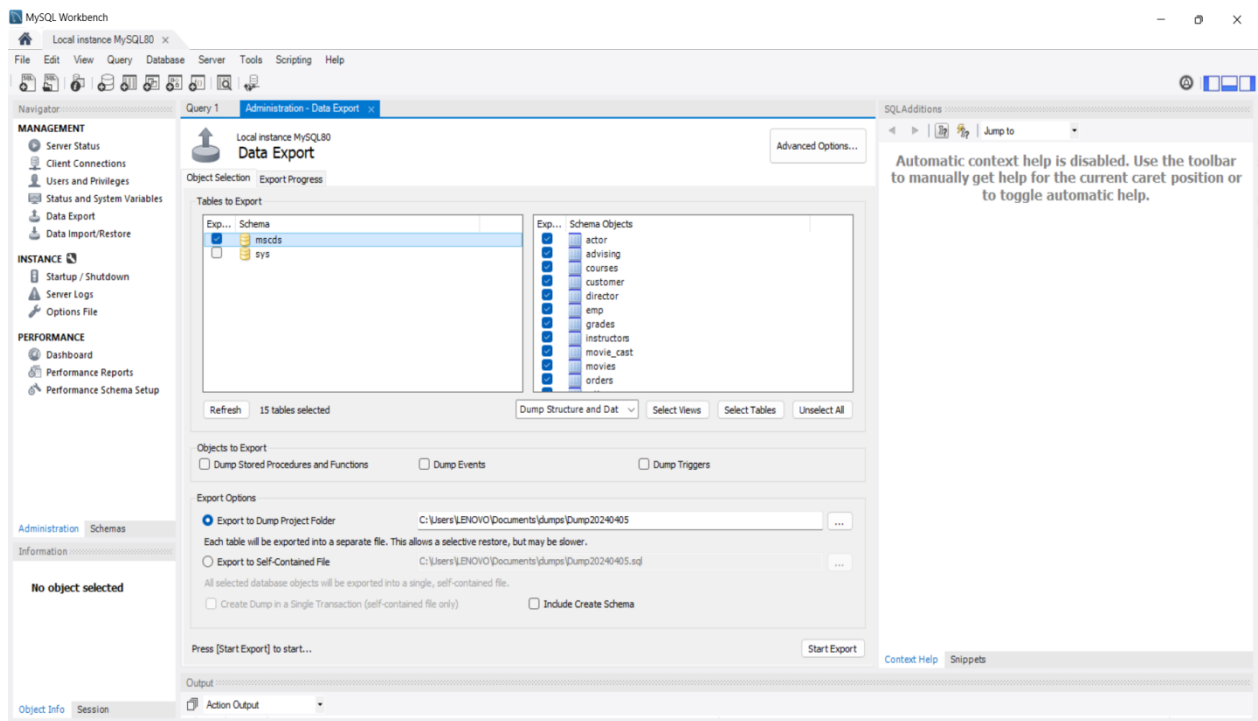 MySQL Workbench
Local instance MySQL80
File Edit View Query Database Server Tools Scripting Help
Navigator
MANAGEMENT
Server Status
Client Connections
Users and Privileges
Status and System Variables
Data Export
Data Import/Restore
INSTANCE
Startup / Shutdown
Server Logs
Options File
PERFORMANCE
Dashboard
Performance Reports
Performance Schema Setup
Administration Schemas
Information
No object selected
Object Info Session
Query 1 Administration - Data Export
Local instance MySQL80
Data Export
Advanced Options...
Object Selection Export Progress
Tables to Export
Exp... Schema
mscds
sys
Exp... Schema Objects
actor
advising
courses
customer
director
emp
grades
instructors
movie_cast
movies
orders
Refresh 15 tables selected Dump Structure and Dat Select Views Select Tables Unselect All
Objects to Export
Dump Stored Procedures and Functions Dump Events Dump Triggers
Export Options
Export to Dump Project Folder C:\Users\LENOVO\Documents\dumps\Dump20240405 ...
Each table will be exported into a separate file. This allows a selective restore, but may be slower.
Export to Self-Contained File C:\Users\LENOVO\Documents\dumps\Dump20240405.sql ...
All selected database objects will be exported into a single, self-contained file.
Create Dump in a Single Transaction (self-contained file only) Include Create Schema
Press [Start Export] to start... Start Export
Output
Action Output
SQLAdditions
Jump to
Automatic context help is disabled. Use the toolbar
to manually get help for the current caret position or
to toggle automatic help.
Context Help Snippets